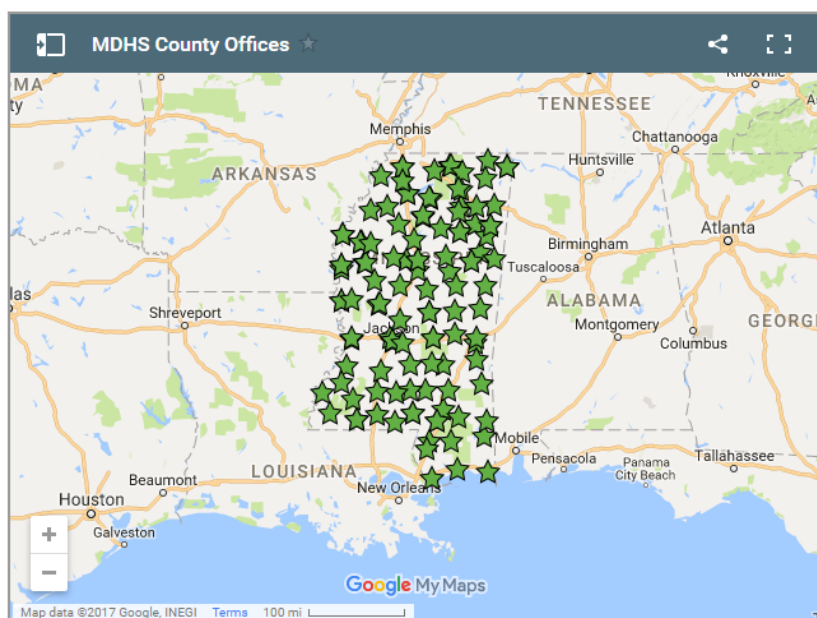 MDHS County Offices
OMA
ty
Knoxville
TENNESSEE
Memphis
Chattanooga
Huntsville
ARKANSAS
Atlanta
Birmingham
Tuscaloosa
las
ALABAMA
Shreveport
GEORG
Jackson
Montgomery
Columbus
Mobile
LOUISIANA
Pensacola
Tallahassee
Panama
City Beach
Beaumont
New Orleans
Houston
Galveston
+
−
Google My Maps
Map data ©2017 Google, INEGI Terms 100 mi